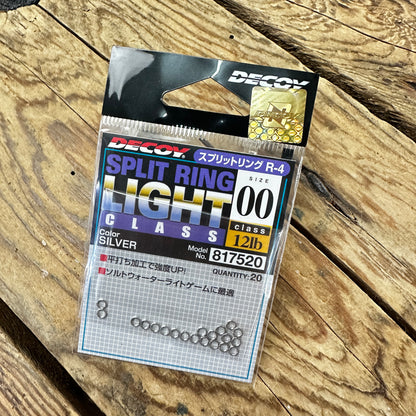 DECOY
DECOY
スプリットリング R-4
SPLIT RING
LIGHT
CLASS
SIZE
00
class
12lb
Color
SILVER
Model No. 817520
QUANTITY: 20
平打ち加工で強度UP!
ソルトウォーターライトゲームに最適